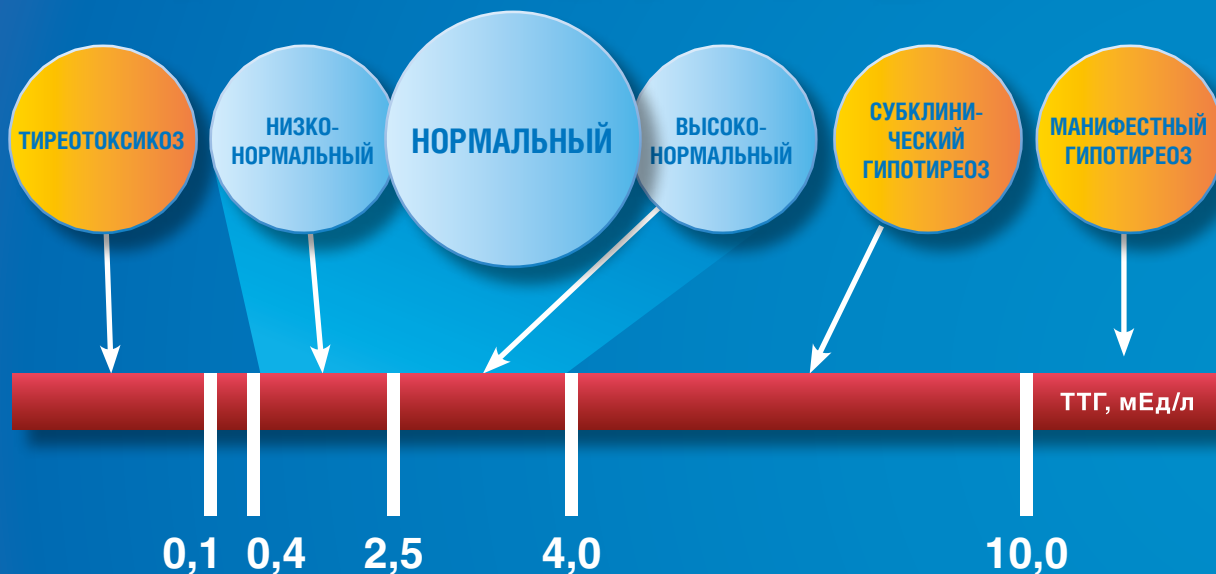 ТИРЕОТОКСИКОЗ
НИЗКО-
НОРМАЛЬНЫЙ
НОРМАЛЬНЫЙ
ВЫСОКО-
НОРМАЛЬНЫЙ
СУБКЛИНИ-
ЧЕСКИЙ
ГИПОТИРЕОЗ
МАНИФЕСТНЫЙ
ГИПОТИРЕОЗ
ТТГ, мЕд/л
0,1 0,4 2,5 4,0 10,0